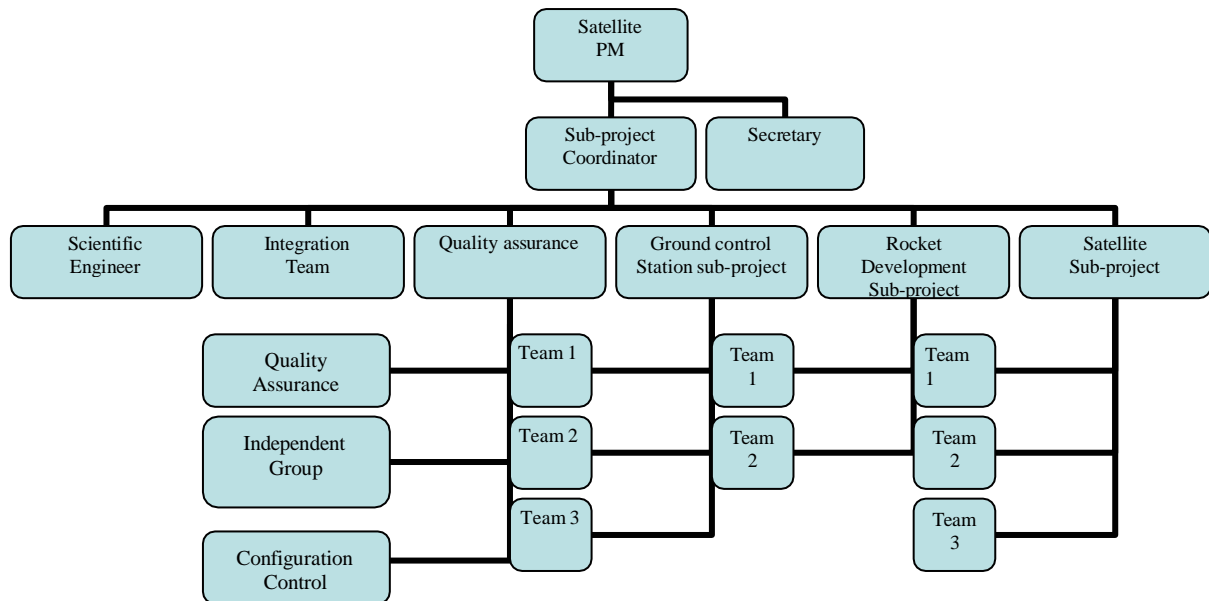 Satellite
PM
Sub-project
Coordinator
Secretary
Scientific
Engineer
Integration
Team
Quality assurance
Ground control
Station sub-project
Rocket
Development
Sub-project
Satellite
Sub-Project
Quality
Assurance
Team 1
Team
1
Team
1
Independent
Group
Team 2
Team
2
Team
2
Configuration
Control
Team 3
Team
3